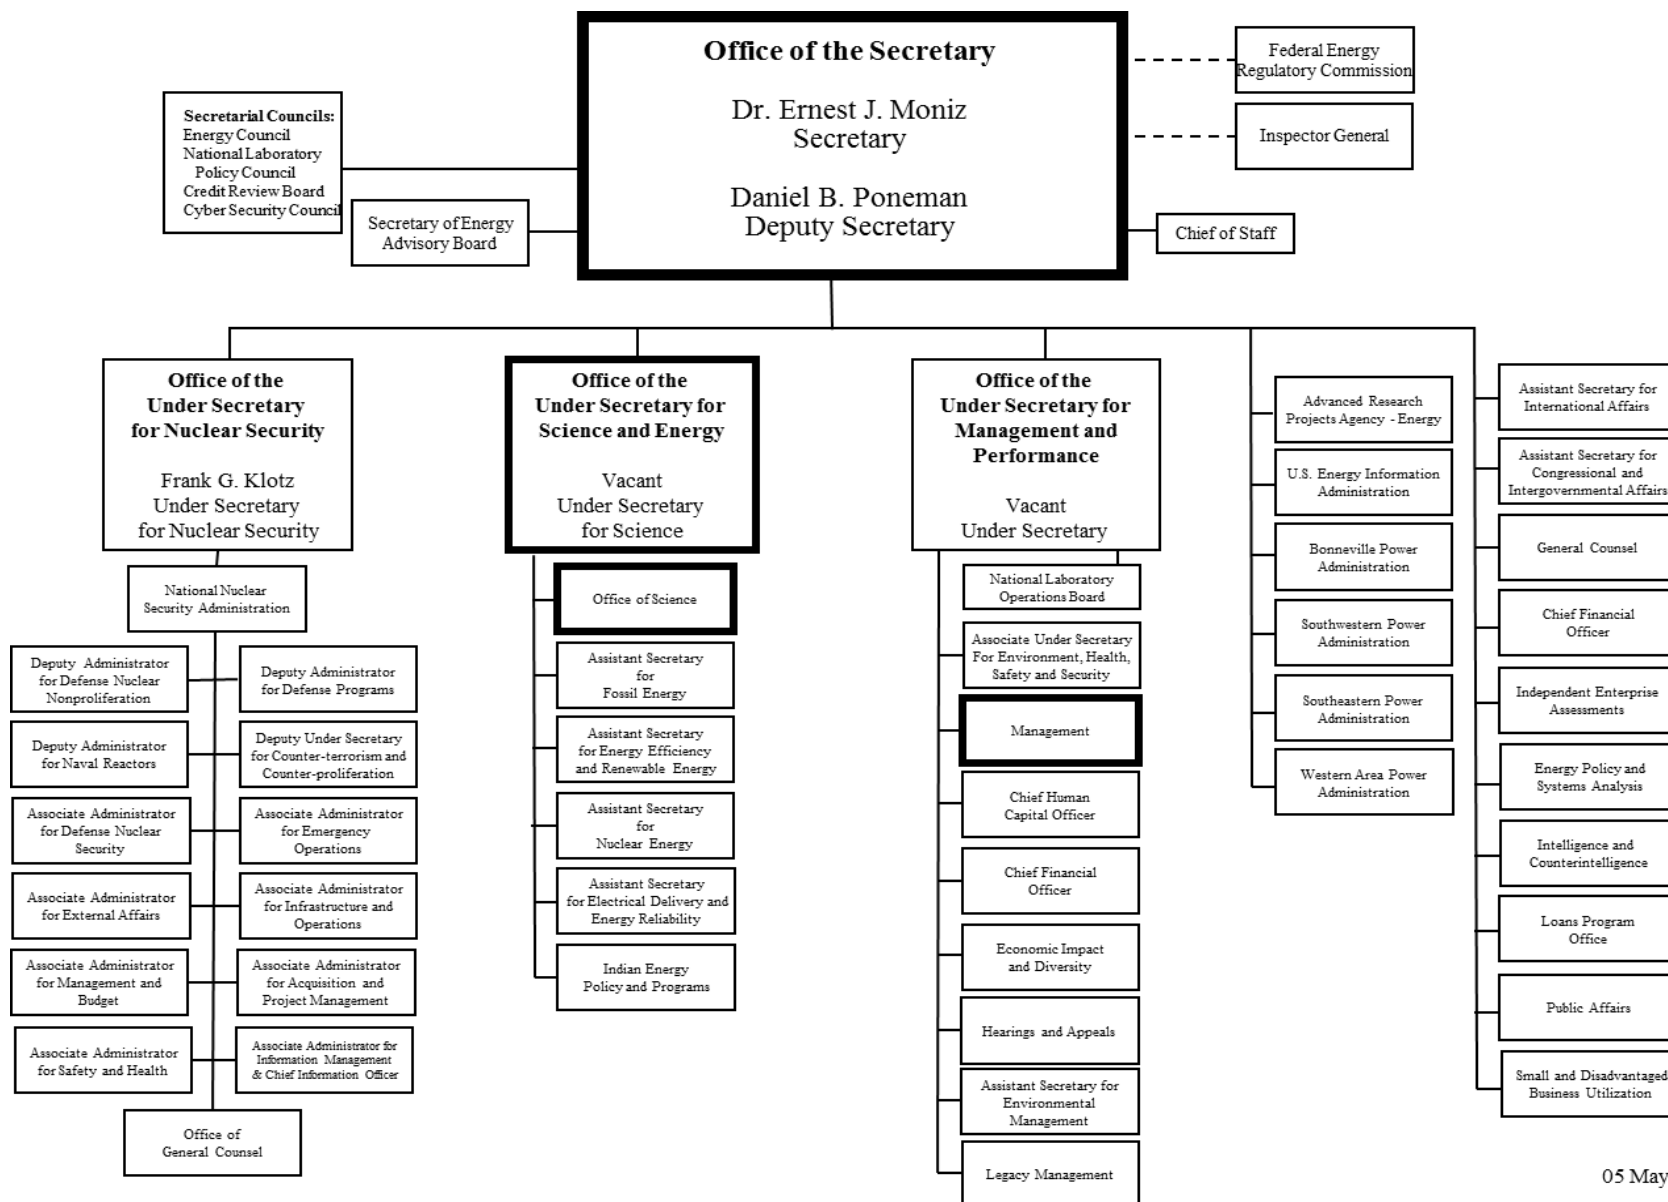 Office of the Secretary
Dr. Ernest J. Moniz
Secretary
Daniel B. Poneman
Deputy Secretary
Federal Energy
Regulatory Commission
Inspector General
Secretarial Councils:
Energy Council
National Laboratory
Policy Council
Credit Review Board
Cyber Security Council
Secretary of Energy
Advisory Board
Chief of Staff
Office of the
Under Secretary
for Nuclear Security
Frank G. Klotz
Under Secretary
for Nuclear Security
National Nuclear
Security Administration
Deputy Administrator
for Defense Nuclear
Nonproliferation
Deputy Administrator
for Defense Programs
Deputy Administrator
for Naval Reactors
Deputy Under Secretary
for Counter-terrorism and
Counter-proliferation
Associate Administrator
for Defense Nuclear
Security
Associate Administrator
for Emergency
Operations
Associate Administrator
for External Affairs
Associate Administrator
for Infrastructure and
Operations
Associate Administrator
for Management and
Budget
Associate Administrator
for Acquisition and
Project Management
Associate Administrator
for Safety and Health
Associate Administrator for
Information Management
& Chief Information Officer
Office of
General Counsel
Office of the
Under Secretary for
Science and Energy
Vacant
Under Secretary
for Science
Office of Science
Assistant Secretary
for
Fossil Energy
Assistant Secretary
for Energy Efficiency
and Renewable Energy
Assistant Secretary
for
Nuclear Energy
Assistant Secretary
for Electrical Delivery and
Energy Reliability
Indian Energy
Policy and Programs
Office of the
Under Secretary for
Management and
Performance
Vacant
Under Secretary
National Laboratory
Operations Board
Associate Under Secretary
For Environment, Health,
Safety and Security
Management
Chief Human
Capital Officer
Chief Financial
Officer
Economic Impact
and Diversity
Hearings and Appeals
Assistant Secretary for
Environmental
Management
Legacy Management
Advanced Research
Projects Agency - Energy
U.S. Energy Information
Administration
Bonneville Power
Administration
Southwestern Power
Administration
Southeastern Power
Administration
Western Area Power
Administration
Assistant Secretary for
International Affairs
Assistant Secretary for
Congressional and
Intergovernmental Affairs
General Counsel
Chief Financial
Officer
Independent Enterprise
Assessments
Energy Policy and
Systems Analysis
Intelligence and
Counterintelligence
Loans Program
Office
Public Affairs
Small and Disadvantaged
Business Utilization
05 May